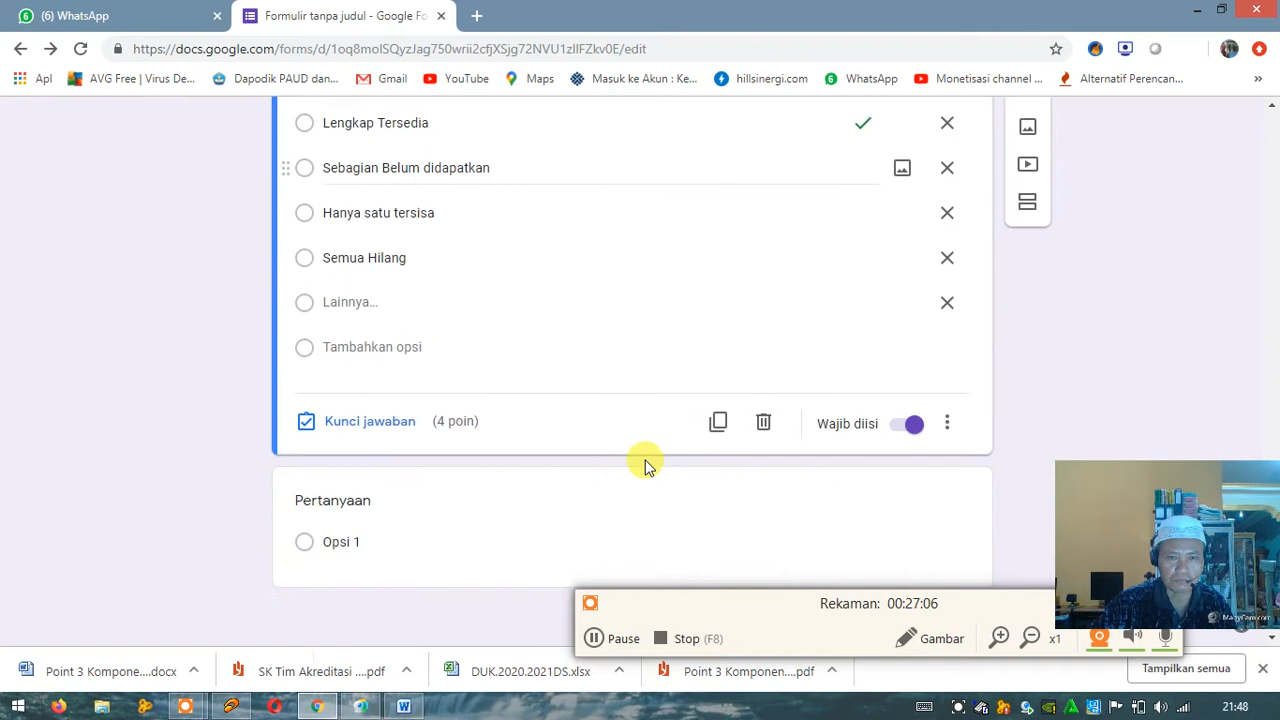 (6) WhatsApp
Formulir tanpa judul - Google Fo
https://docs.google.com/forms/d/1oq8molSQyzJag750wrii2cfjXSjg72NVU1zllFZkv0E/edit
Apl
AVG Free | Virus De...
Dapodik PAUD dan...
Gmail
YouTube
Maps
Masuk ke Akun : Ke...
hillsinergi.com
WhatsApp
Monetisasi channel ...
Alternatif Perencan...
»
Lengkap Tersedia
Sebagian Belum didapatkan
Hanya satu tersisa
Semua Hilang
Lainnya...
Tambahkan opsi
Kunci jawaban (4 poin)
Wajib diisi
Pertanyaan
Opsi 1
Rekaman: 00:27:06
Pause
Stop (F8)
Gambar
x1
ManyCam.com
Point 3 Kompone....docx
SK Tim Akreditasi ....pdf
DUK.2020.2021DS.xlsx
Point 3 Komponen....pdf
Tampilkan semua
21:48